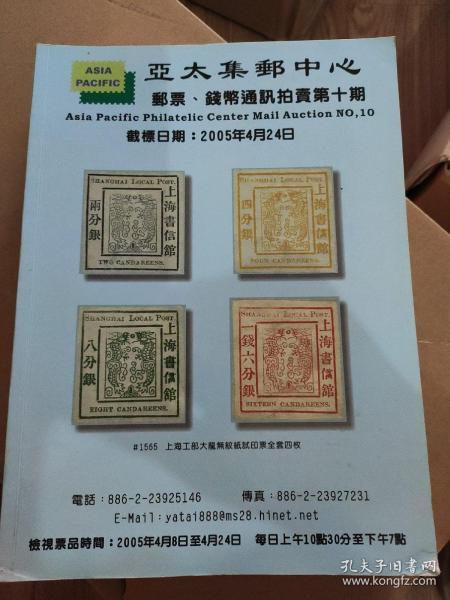 ASIA
PACIFIC
亞太集郵中心
郵票、錢幣通訊拍賣第十期
Asia Pacific Philatelic Center Mail Auction NO,10
截標日期：2005年4月24日
SHANGHAI LOCAL POST.
兩分銀
上海書信館
TWO CANDAREENS.
SHANGHAI LOCAL POST.
四分銀
上海書信館
FOUR CANDAREENS.
SHANGHAI LOCAL POST.
八分銀
上海書信館
EIGHT CANDAREENS.
SHANGHAI LOCAL POST.
一錢六分銀
上海書信館
SIXTEEN CANDAREENS.
#1565 上海工部大龍無紋紙試印票全套四枚
電話：886-2-23925146
傳真：886-2-23927231
E-Mail：yatai888@ms28.hinet.net
檢視票品時間：2005年4月8日至4月24日 每日上午10點30分至下午7點
孔夫子旧书网
www.kongfz.com